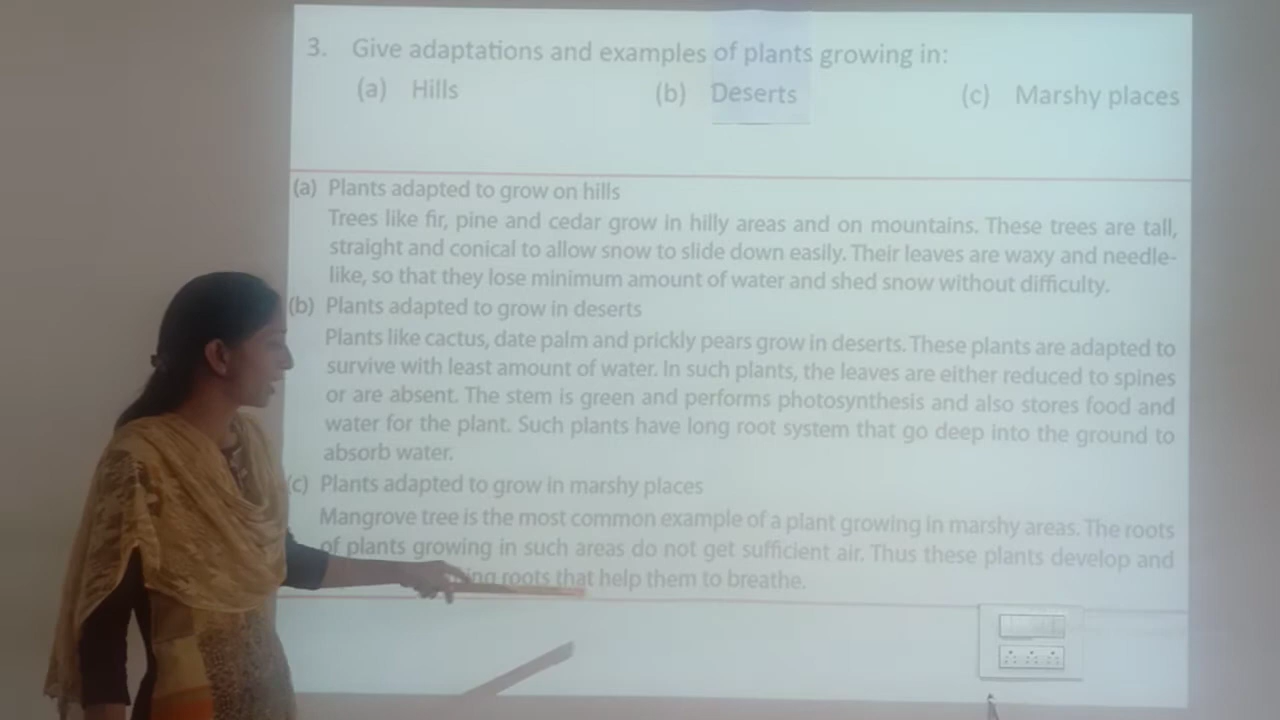 3. Give adaptations and examples of plants growing in:
(a) Hills (b) Deserts (c) Marshy places
(a) Plants adapted to grow on hills
Trees like fir, pine and cedar grow in hilly areas and on mountains. These trees are tall,
straight and conical to allow snow to slide down easily. Their leaves are waxy and needle-
like, so that they lose minimum amount of water and shed snow without difficulty.
(b) Plants adapted to grow in deserts
Plants like cactus, date palm and prickly pears grow in deserts. These plants are adapted to
survive with least amount of water. In such plants, the leaves are either reduced to spines
or are absent. The stem is green and performs photosynthesis and also stores food and
water for the plant. Such plants have long root system that go deep into the ground to
absorb water.
(c) Plants adapted to grow in marshy places
Mangrove tree is the most common example of a plant growing in marshy areas. The roots
of plants growing in such areas do not get sufficient air. Thus these plants develop and
roots that help them to breathe.